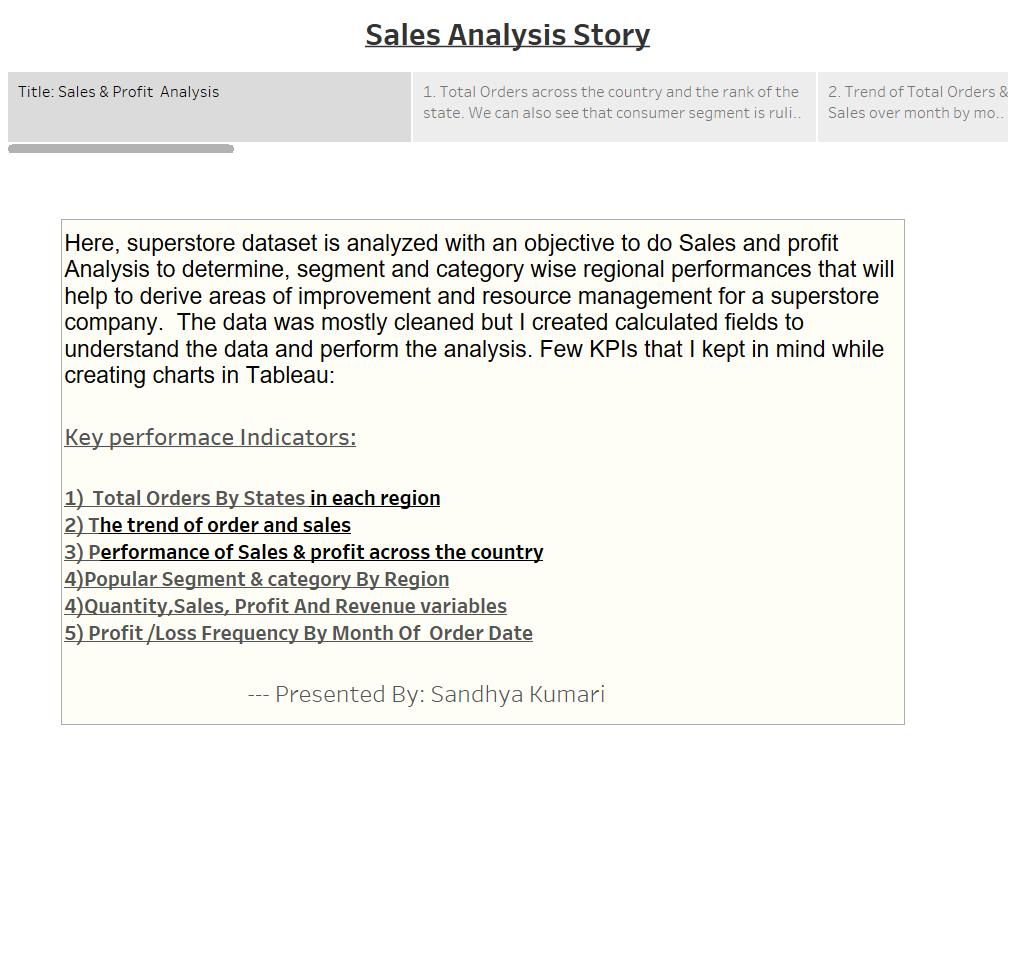 Sales Analysis Story
Title: Sales & Profit  Analysis
1. Total Orders across the country and the rank of the
state. We can also see that consumer segment is ruli..
2. Trend of Total Orders &
Sales over month by mo..
Here, superstore dataset is analyzed with an objective to do Sales and profit
Analysis to determine, segment and category wise regional performances that will
help to derive areas of improvement and resource management for a superstore
company.  The data was mostly cleaned but I created calculated fields to
understand the data and perform the analysis. Few KPIs that I kept in mind while
creating charts in Tableau:
Key performace Indicators:
1)  Total Orders By States in each region
2) The trend of order and sales
3) Performance of Sales & profit across the country
4)Popular Segment & category By Region
4)Quantity,Sales, Profit And Revenue variables
5) Profit /Loss Frequency By Month Of  Order Date
--- Presented By: Sandhya Kumari